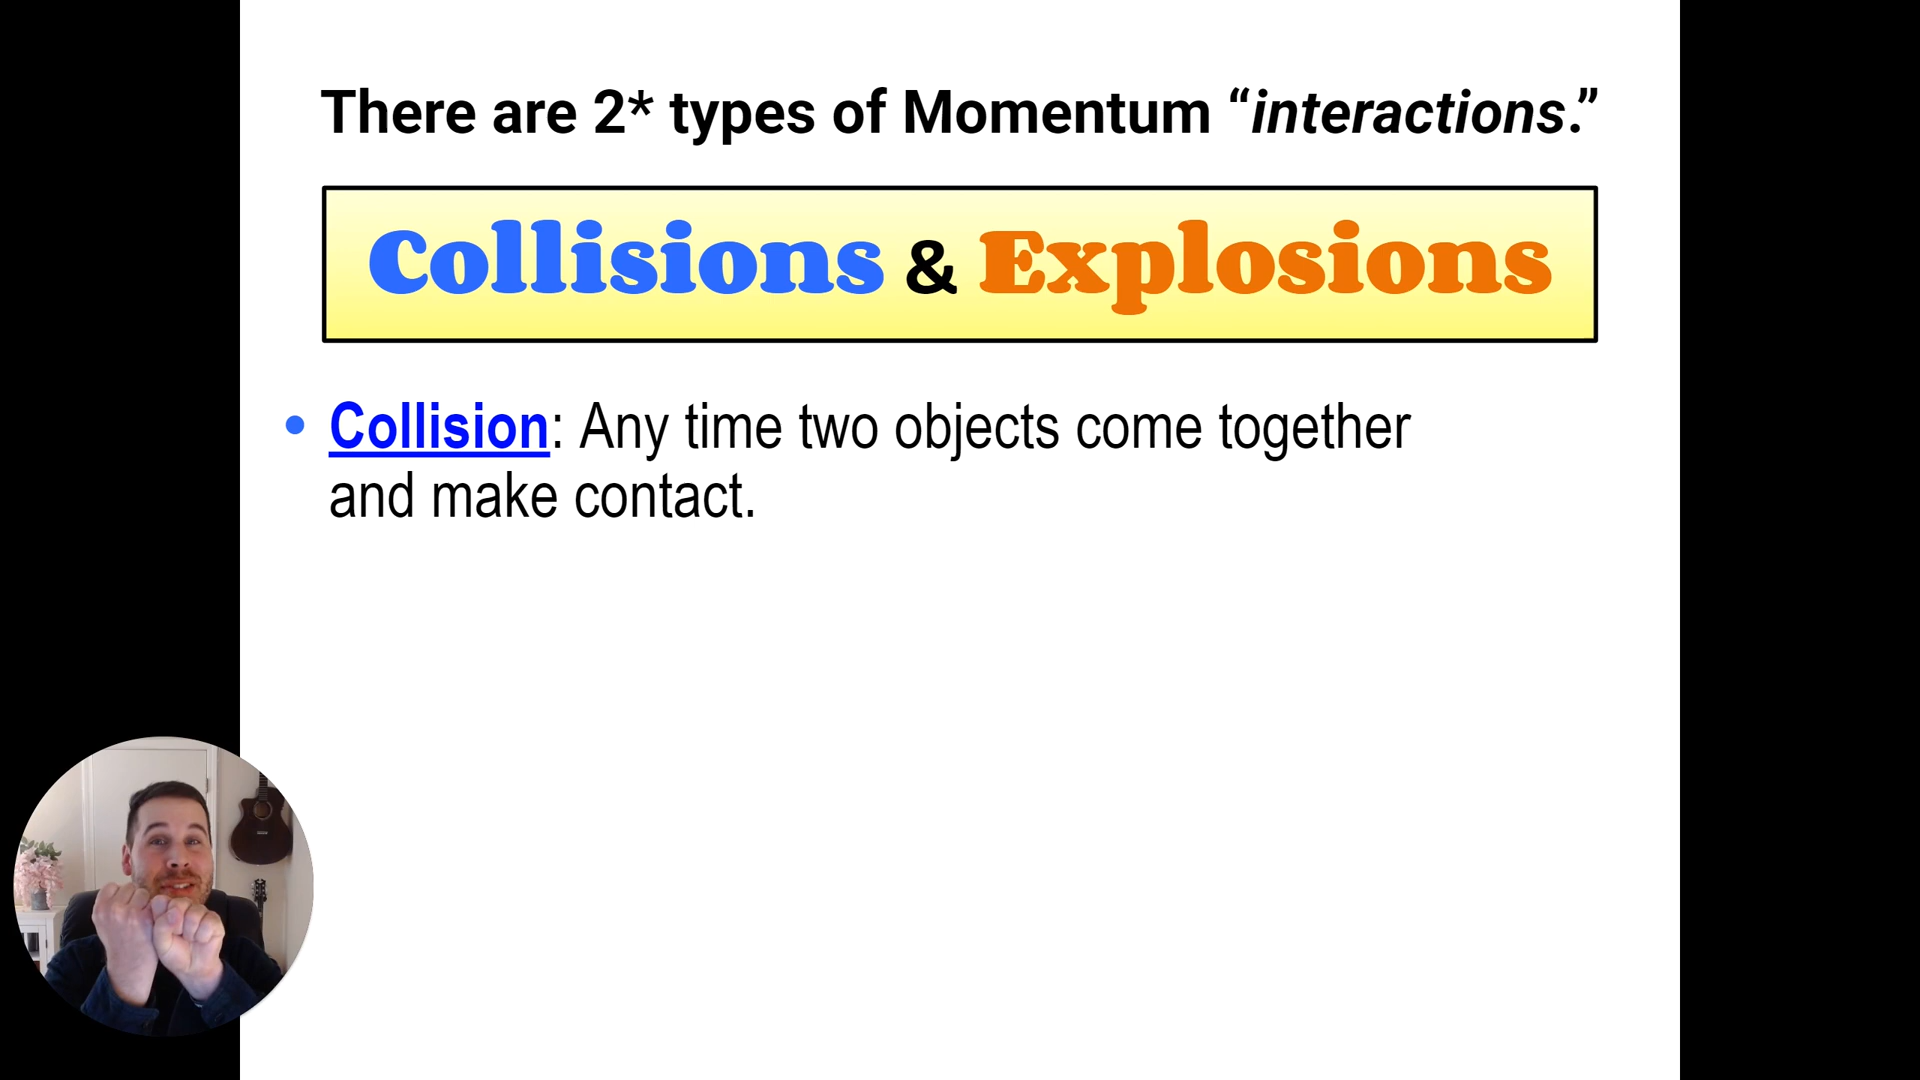 There are 2* types of Momentum “interactions.”
Collisions & Explosions
• Collision: Any time two objects come together
and make contact.